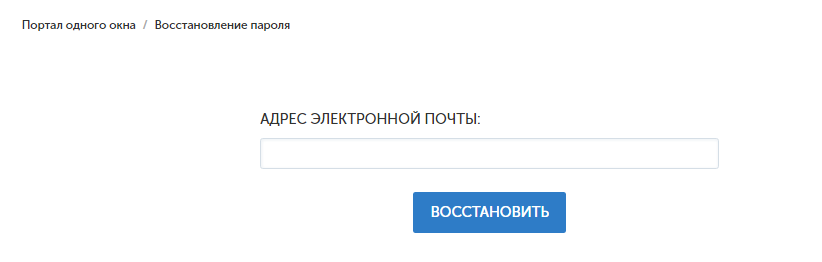 Портал одного окна / Восстановление пароля
АДРЕС ЭЛЕКТРОННОЙ ПОЧТЫ:
ВОССТАНОВИТЬ